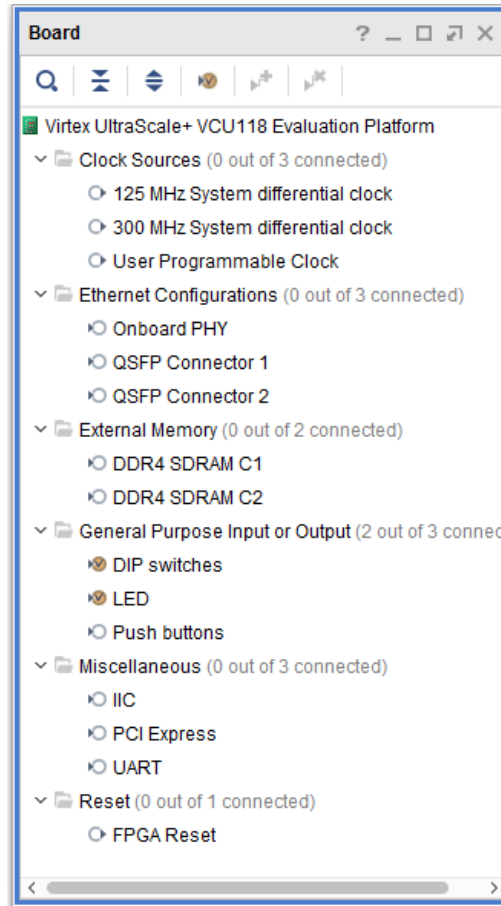 Board
Virtex UltraScale+ VCU118 Evaluation Platform
Clock Sources (0 out of 3 connected)
125 MHz System differential clock
300 MHz System differential clock
User Programmable Clock
Ethernet Configurations (0 out of 3 connected)
Onboard PHY
QSFP Connector 1
QSFP Connector 2
External Memory (0 out of 2 connected)
DDR4 SDRAM C1
DDR4 SDRAM C2
General Purpose Input or Output (2 out of 3 connec
DIP switches
LED
Push buttons
Miscellaneous (0 out of 3 connected)
IIC
PCI Express
UART
Reset (0 out of 1 connected)
FPGA Reset